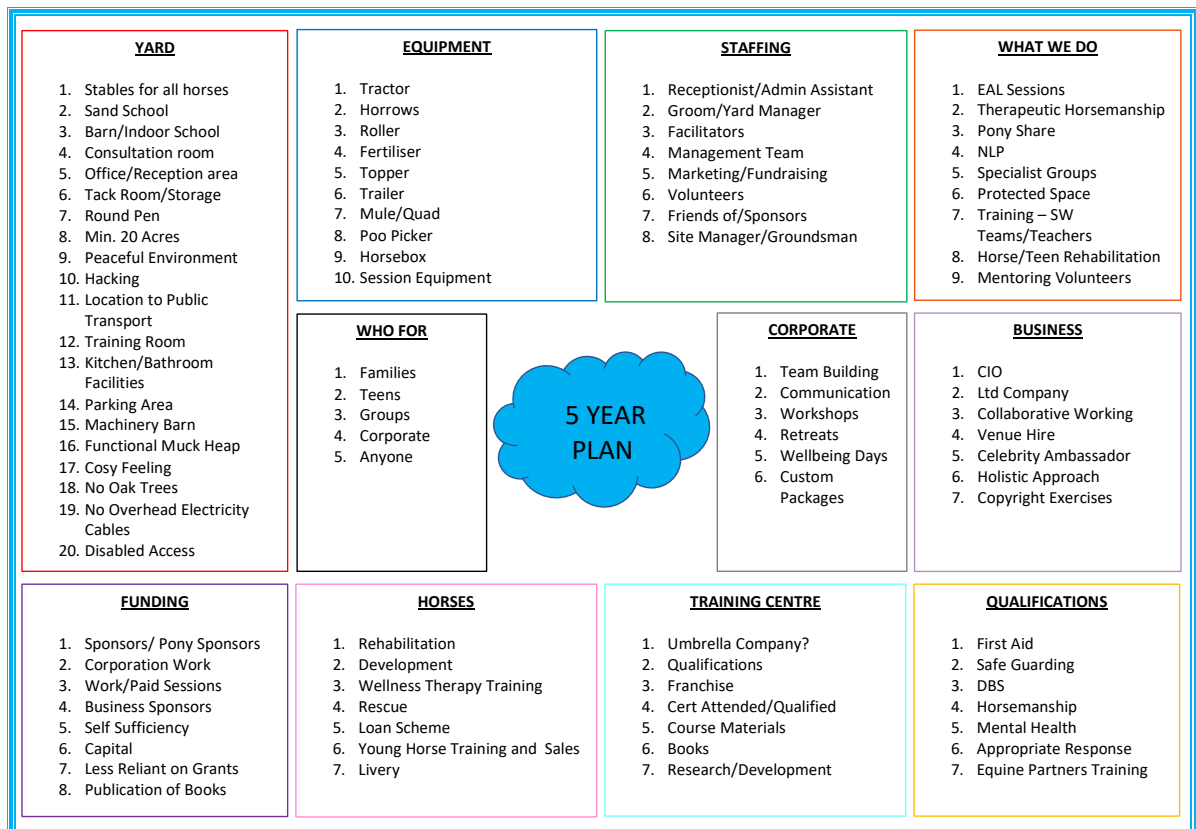 YARD
1. Stables for all horses
2. Sand School
3. Barn/Indoor School
4. Consultation room
5. Office/Reception area
6. Tack Room/Storage
7. Round Pen
8. Min. 20 Acres
9. Peaceful Environment
10. Hacking
11. Location to Public
Transport
12. Training Room
13. Kitchen/Bathroom
Facilities
14. Parking Area
15. Machinery Barn
16. Functional Muck Heap
17. Cosy Feeling
18. No Oak Trees
19. No Overhead Electricity
Cables
20. Disabled Access
EQUIPMENT
1. Tractor
2. Horrows
3. Roller
4. Fertiliser
5. Topper
6. Trailer
7. Mule/Quad
8. Poo Picker
9. Horsebox
10. Session Equipment
STAFFING
1. Receptionist/Admin Assistant
2. Groom/Yard Manager
3. Facilitators
4. Management Team
5. Marketing/Fundraising
6. Volunteers
7. Friends of/Sponsors
8. Site Manager/Groundsman
WHAT WE DO
1. EAL Sessions
2. Therapeutic Horsemanship
3. Pony Share
4. NLP
5. Specialist Groups
6. Protected Space
7. Training – SW
Teams/Teachers
8. Horse/Teen Rehabilitation
9. Mentoring Volunteers
WHO FOR
1. Families
2. Teens
3. Groups
4. Corporate
5. Anyone
5 YEAR
PLAN
CORPORATE
1. Team Building
2. Communication
3. Workshops
4. Retreats
5. Wellbeing Days
6. Custom
Packages
BUSINESS
1. CIO
2. Ltd Company
3. Collaborative Working
4. Venue Hire
5. Celebrity Ambassador
6. Holistic Approach
7. Copyright Exercises
FUNDING
1. Sponsors/ Pony Sponsors
2. Corporation Work
3. Work/Paid Sessions
4. Business Sponsors
5. Self Sufficiency
6. Capital
7. Less Reliant on Grants
8. Publication of Books
HORSES
1. Rehabilitation
2. Development
3. Wellness Therapy Training
4. Rescue
5. Loan Scheme
6. Young Horse Training and Sales
7. Livery
TRAINING CENTRE
1. Umbrella Company?
2. Qualifications
3. Franchise
4. Cert Attended/Qualified
5. Course Materials
6. Books
7. Research/Development
QUALIFICATIONS
1. First Aid
2. Safe Guarding
3. DBS
4. Horsemanship
5. Mental Health
6. Appropriate Response
7. Equine Partners Training